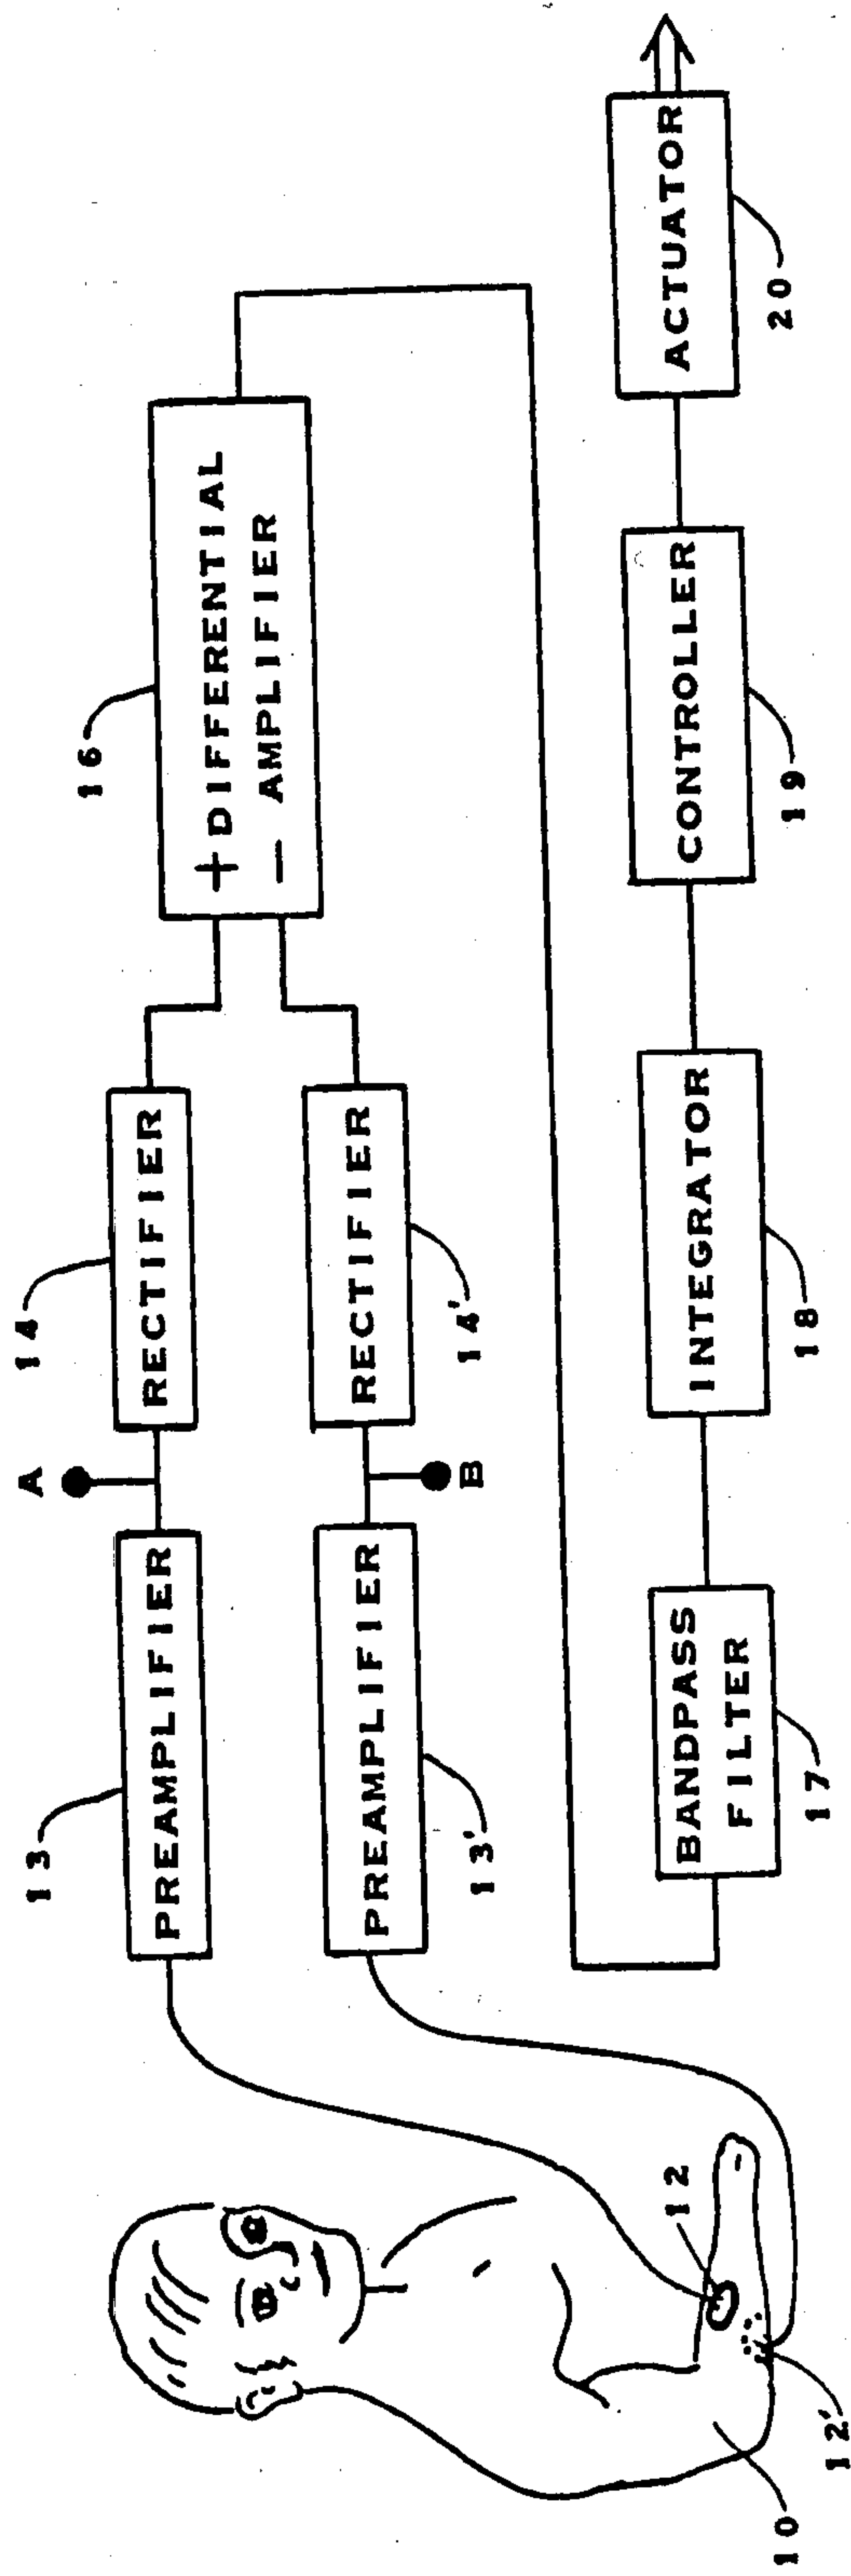 16
14
A
13
+ DIFFERENTIAL
− AMPLIFIER
RECTIFIER
PREAMPLIFIER
RECTIFIER
PREAMPLIFIER
14'
B
13'
ACTUATOR
20
CONTROLLER
19
INTEGRATOR
18
BANDPASS
FILTER
17
12
12'
10